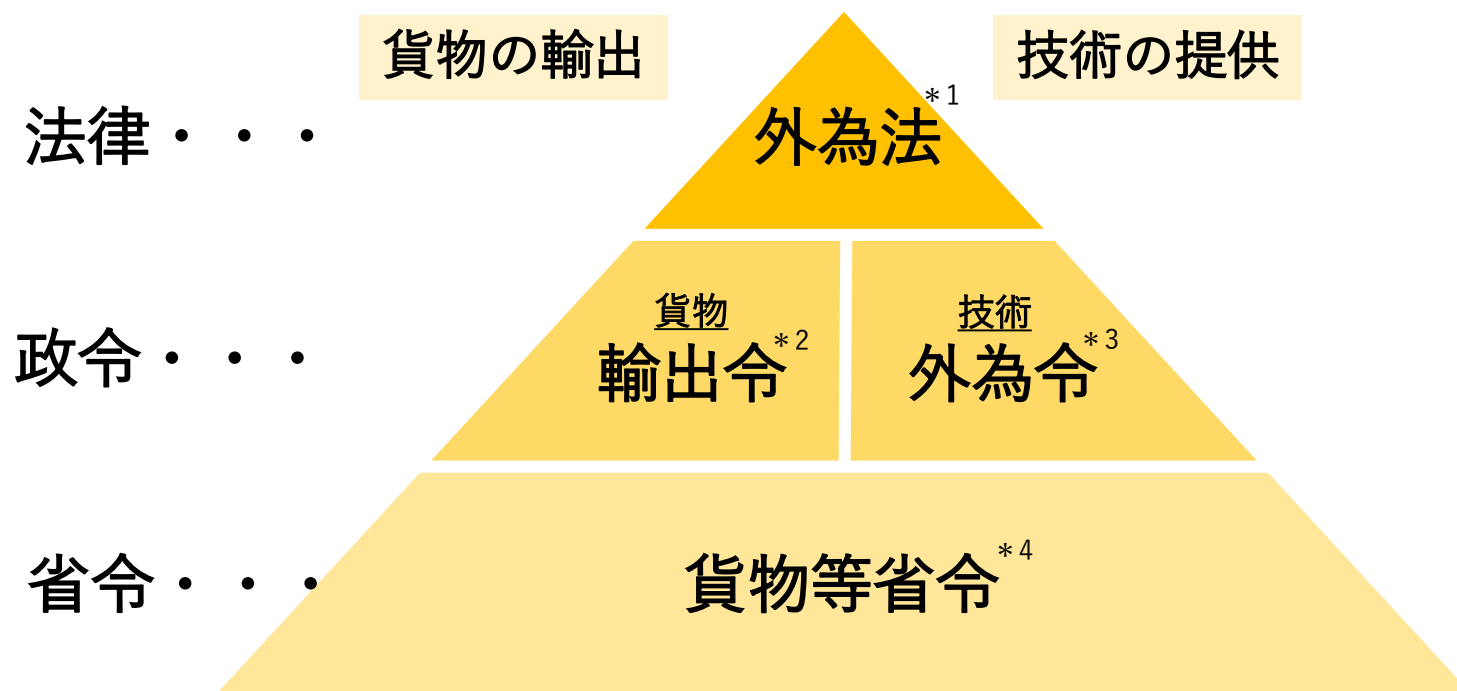 貨物の輸出
技術の提供
法律・・・
外為法*1
政令・・・
貨物
輸出令*2
技術
外為令*3
省令・・・
貨物等省令*4